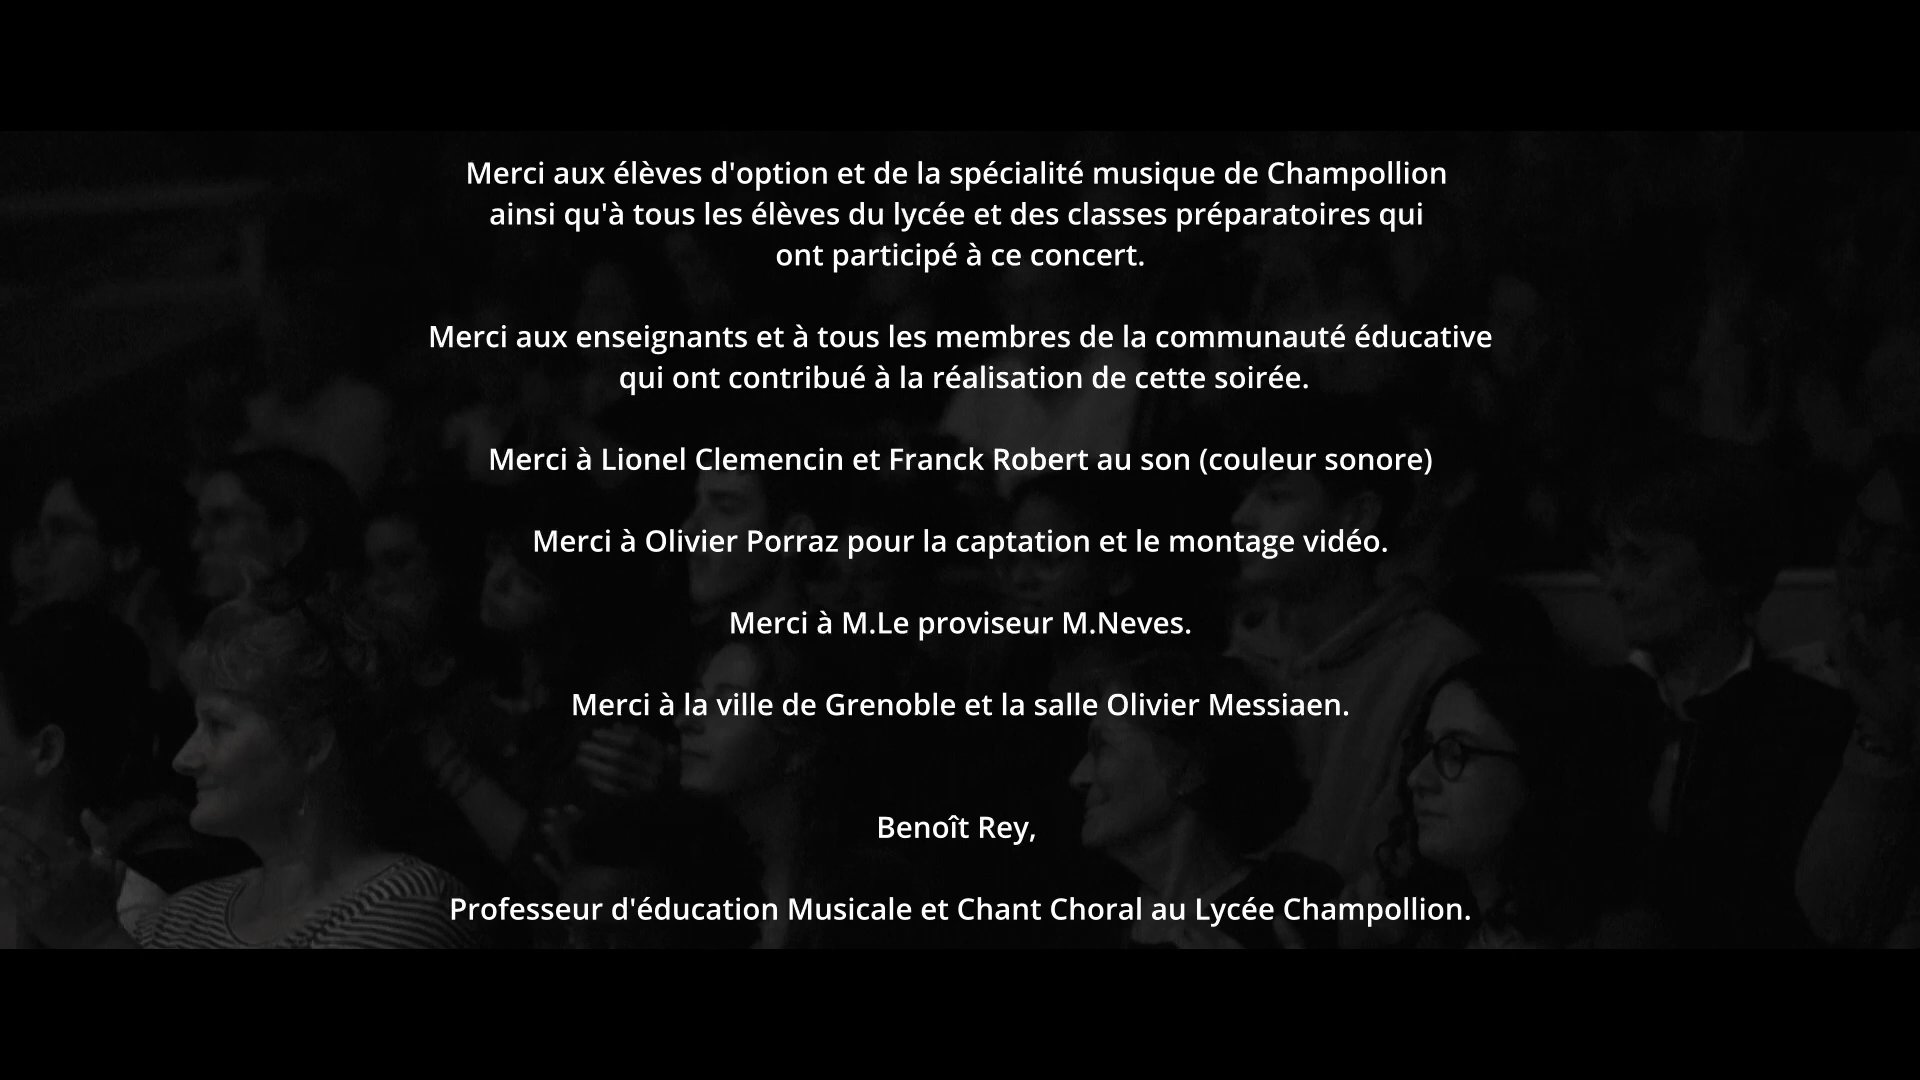 Merci aux élèves d'option et de la spécialité musique de Champollion
ainsi qu'à tous les élèves du lycée et des classes préparatoires qui
ont participé à ce concert.
Merci aux enseignants et à tous les membres de la communauté éducative
qui ont contribué à la réalisation de cette soirée.
Merci à Lionel Clemencin et Franck Robert au son (couleur sonore)
Merci à Olivier Porraz pour la captation et le montage vidéo.
Merci à M.Le proviseur M.Neves.
Merci à la ville de Grenoble et la salle Olivier Messiaen.
Benoît Rey,
Professeur d'éducation Musicale et Chant Choral au Lycée Champollion.